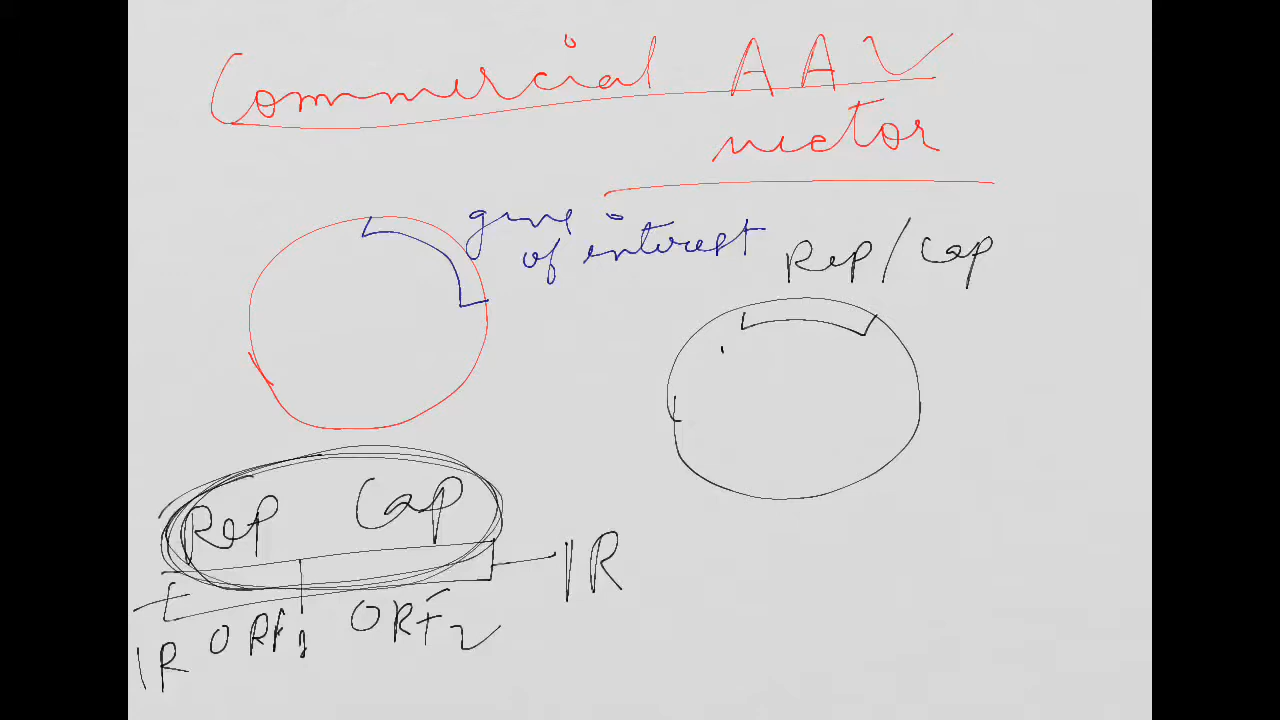 Commercial AAV
vector
gene of interest
Rep/Cap
Rep Cap
IR ORF1 ORF2 IR